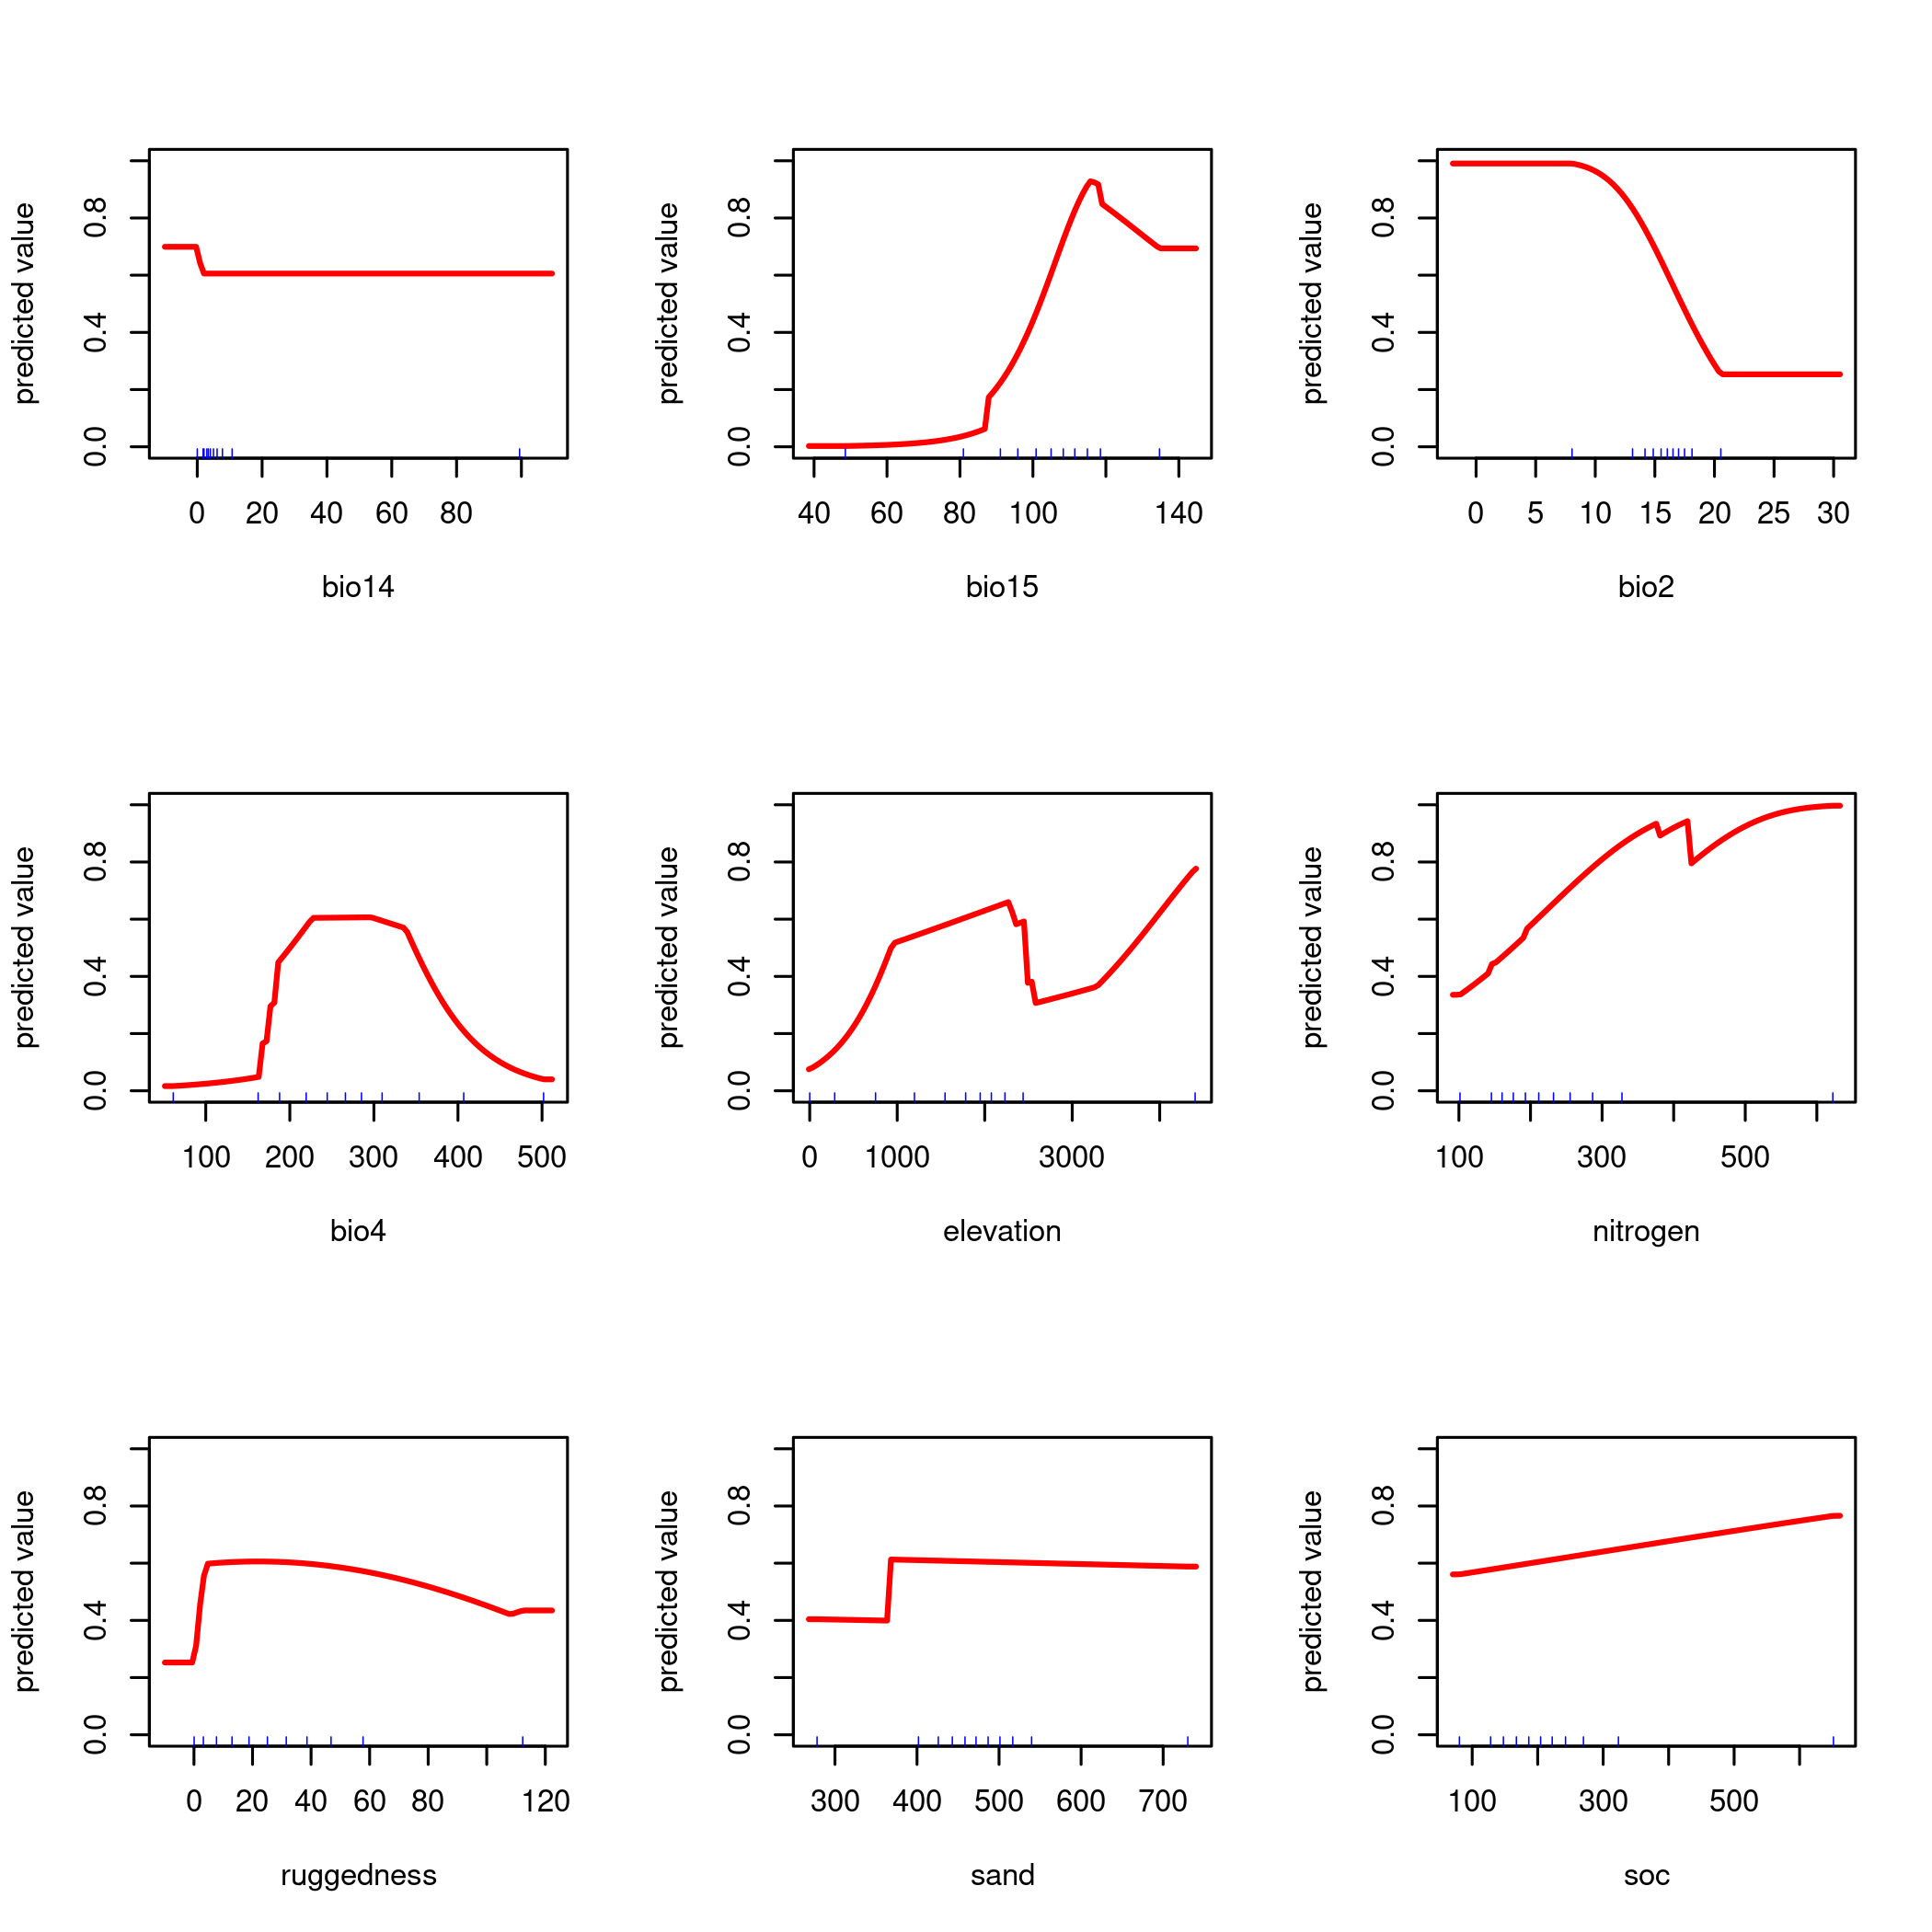 predicted value
0.0 0.4 0.8
0 20 40 60 80
bio14
predicted value
0.0 0.4 0.8
40 60 80 100 140
bio15
predicted value
0.0 0.4 0.8
0 5 10 15 20 25 30
bio2
predicted value
0.0 0.4 0.8
100 200 300 400 500
bio4
predicted value
0.0 0.4 0.8
0 1000 3000
elevation
predicted value
0.0 0.4 0.8
100 300 500
nitrogen
predicted value
0.0 0.4 0.8
0 20 40 60 80 120
ruggedness
predicted value
0.0 0.4 0.8
300 400 500 600 700
sand
predicted value
0.0 0.4 0.8
100 300 500
soc